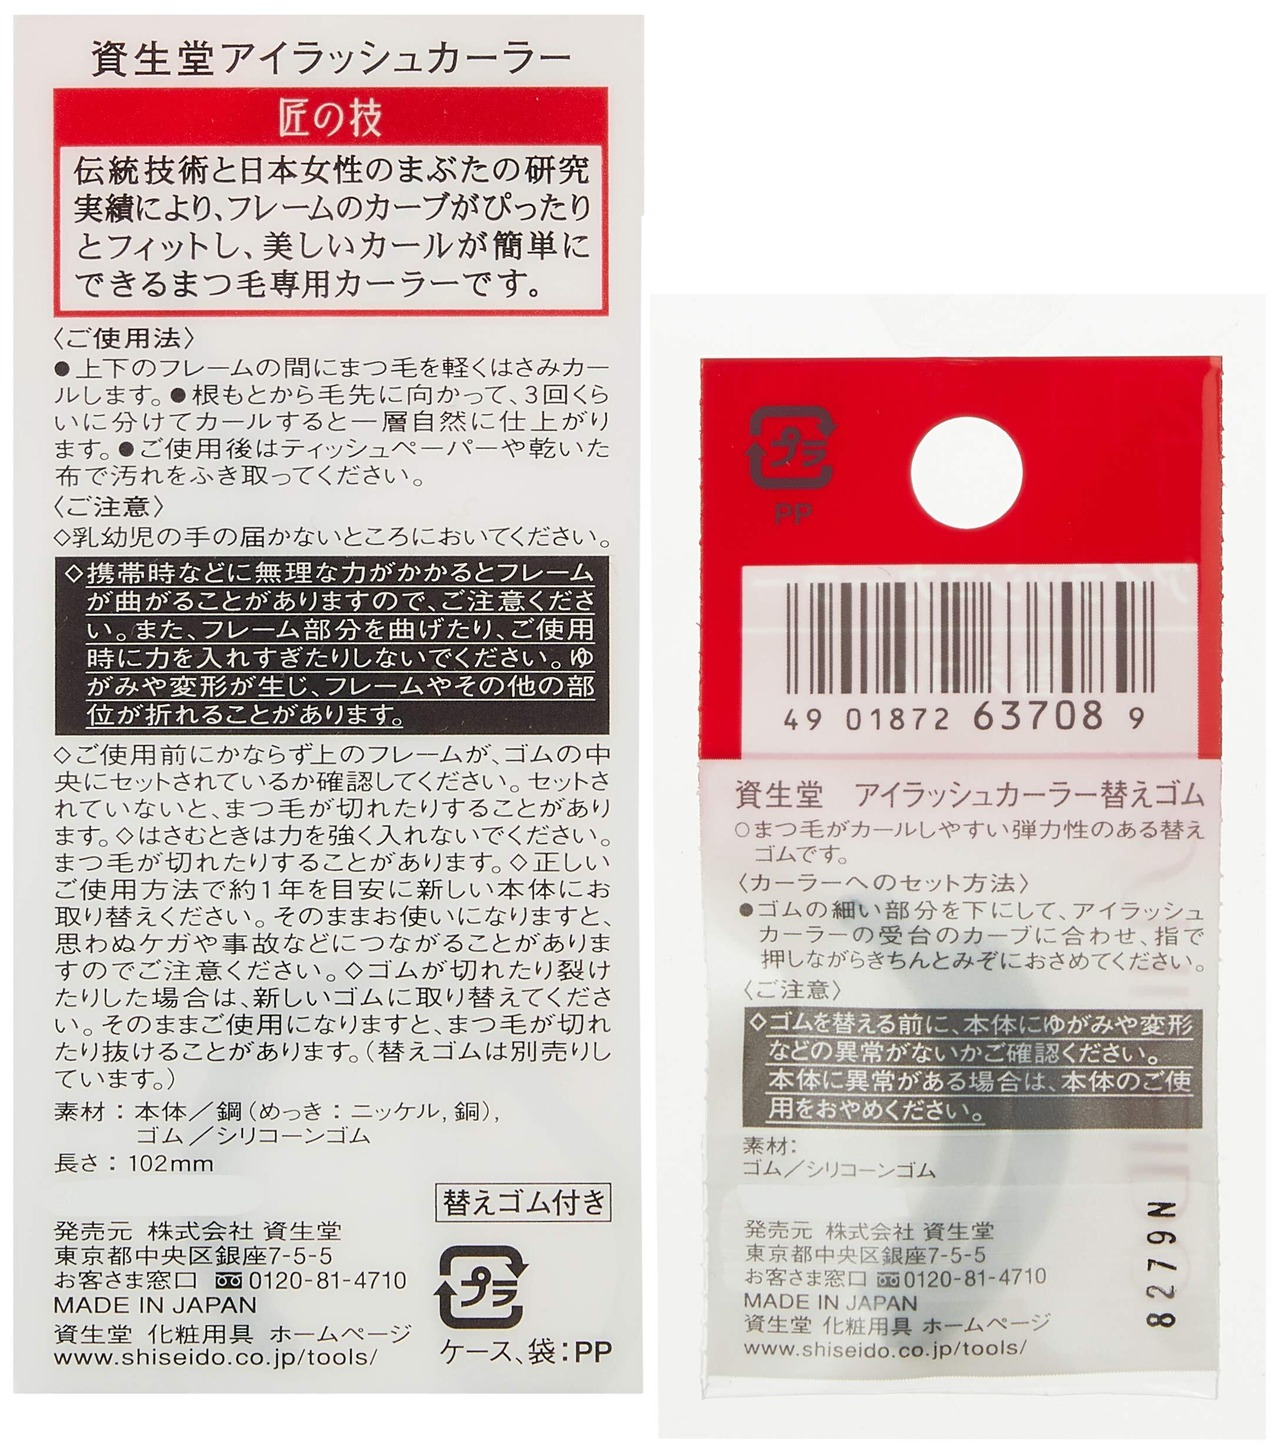 資生堂アイラッシュカーラー
匠の技
伝統技術と日本女性のまぶたの研究
実績により、フレームのカーブがぴったり
とフィットし、美しいカールが簡単に
できるまつ毛専用カーラーです。
〈ご使用法〉
●上下のフレームの間にまつ毛を軽くはさみカー
ルします。●根もとから毛先に向かって、3回くら
いに分けてカールすると一層自然に仕上がり
ます。●ご使用後はティッシュペーパーや乾いた
布で汚れをふき取ってください。
〈ご注意〉
◇乳幼児の手の届かないところにおいてください。
◇携帯時などに無理な力がかかるとフレーム
が曲がることがありますので、ご注意くださ
い。また、フレーム部分を曲げたり、ご使用
時に力を入れすぎたりしないでください。ゆ
がみや変形が生じ、フレームやその他の部
位が折れることがあります。
◇ご使用前にかならず上のフレームが、ゴムの中
央にセットされているか確認してください。セットさ
れていないと、まつ毛が切れたりすることがあり
ます。◇はさむときは力を強く入れないでください。
まつ毛が切れたりすることがあります。◇正しい
ご使用方法で約1年を目安に新しい本体にお
取り替えください。そのままお使いになりますと、
思わぬケガや事故などにつながることがありま
すのでご注意ください。◇ゴムが切れたり裂け
たりした場合は、新しいゴムに取り替えてくださ
い。そのままご使用になりますと、まつ毛が切れ
たり抜けることがあります。（替えゴムは別売りし
ています。）
素材：本体／鋼（めっき：ニッケル，銅），
ゴム／シリコーンゴム
長さ：102mm
替えゴム付き
発売元 株式会社 資生堂
東京都中央区銀座7-5-5
お客さま窓口 0120-81-4710
MADE IN JAPAN
資生堂 化粧用具 ホームページ
www.shiseido.co.jp/tools/
プラ
ケース、袋：PP
プラ
PP
49 01872 63708 9
資生堂 アイラッシュカーラー替えゴム
○まつ毛がカールしやすい弾力性のある替え
ゴムです。
〈カーラーへのセット方法〉
●ゴムの細い部分を下にして、アイラッシュ
カーラーの受台のカーブに合わせ、指で
押しながらきちんとみぞにおさめてください。
〈ご注意〉
◇ゴムを替える前に、本体にゆがみや変形
などの異常がないかご確認ください。
本体に異常がある場合は、本体のご使
用をおやめください。
素材：
ゴム／シリコーンゴム
発売元 株式会社 資生堂
東京都中央区銀座7-5-5
お客さま窓口 0120-81-4710
MADE IN JAPAN
資生堂 化粧用具 ホームページ
www.shiseido.co.jp/tools/
8279N